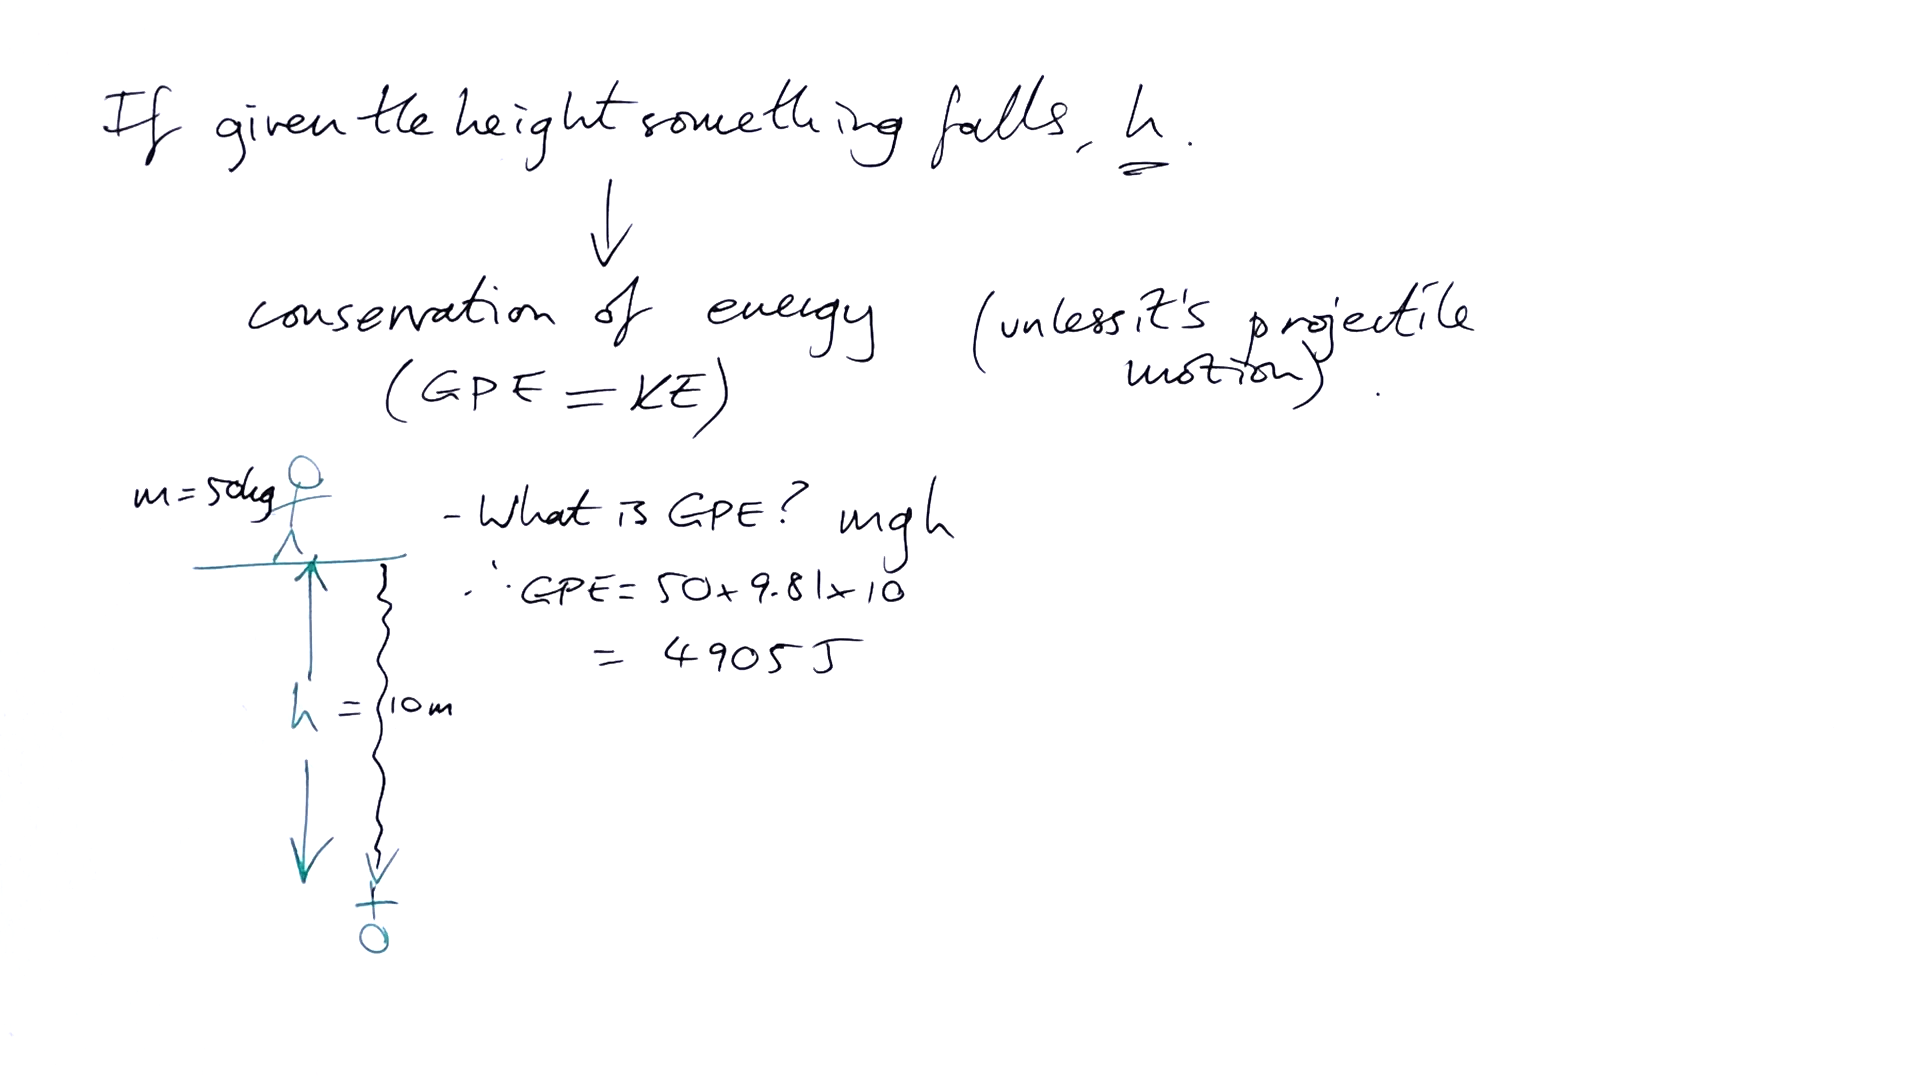 If given the height something falls, h.
conservation of energy (unless it's projectile motion).
(GPE = KE)
m = 50kg
- What is GPE? mgh
∴ GPE = 50 × 9.81 × 10
= 4905 J
h = 10m